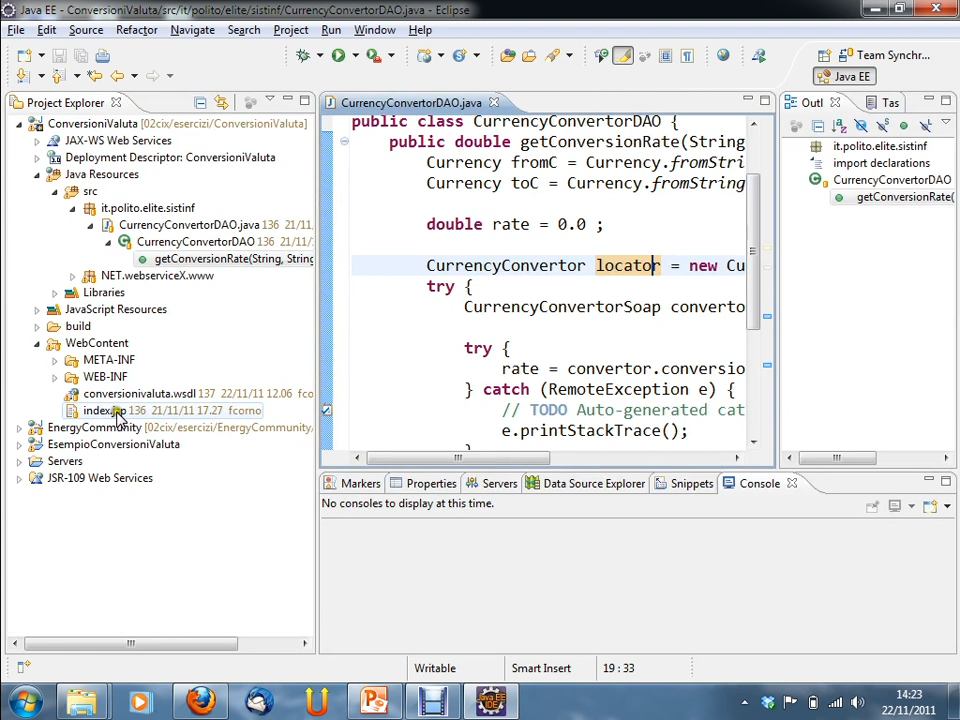 Java EE - ConversioniValuta/src/it/polito/elite/sistinf/CurrencyConvertorDAO.java - Eclipse
File Edit Source Refactor Navigate Search Project Run Window Help
Team Synchr...
Java EE
Project Explorer
ConversioniValuta [02cix/esercizi/ConversioniValuta]
JAX-WS Web Services
Deployment Descriptor: ConversioniValuta
Java Resources
src
it.polito.elite.sistinf
CurrencyConvertorDAO.java 136 21/11/
CurrencyConvertorDAO 136 21/11/
getConversionRate(String, String
NET.webserviceX.www
Libraries
JavaScript Resources
build
WebContent
META-INF
WEB-INF
conversionivaluta.wsdl 137 22/11/11 12.06 fco
136 21/11/11 17.27 fcorno
EnergyCommunity [02cix/esercizi/EnergyCommunity/
EsempioConversioniValuta
Servers
JSR-109 Web Services
CurrencyConvertorDAO.java
public class CurrencyConvertorDAO {
public double getConversionRate(String
Currency fromC = Currency.fromStri
Currency toC = Currency.fromString
double rate = 0.0 ;
CurrencyConvertor locator = new Cu
try {
CurrencyConvertorSoap converto
try {
rate = convertor.conversio
} catch (RemoteException e) {
// TODO Auto-generated cat
e.printStackTrace();
Outl Tas
it.polito.elite.sistinf
import declarations
CurrencyConvertorDAO
getConversionRate(
Markers Properties Servers Data Source Explorer Snippets Console
No consoles to display at this time.
Writable Smart Insert 19 : 33
14:23
22/11/2011